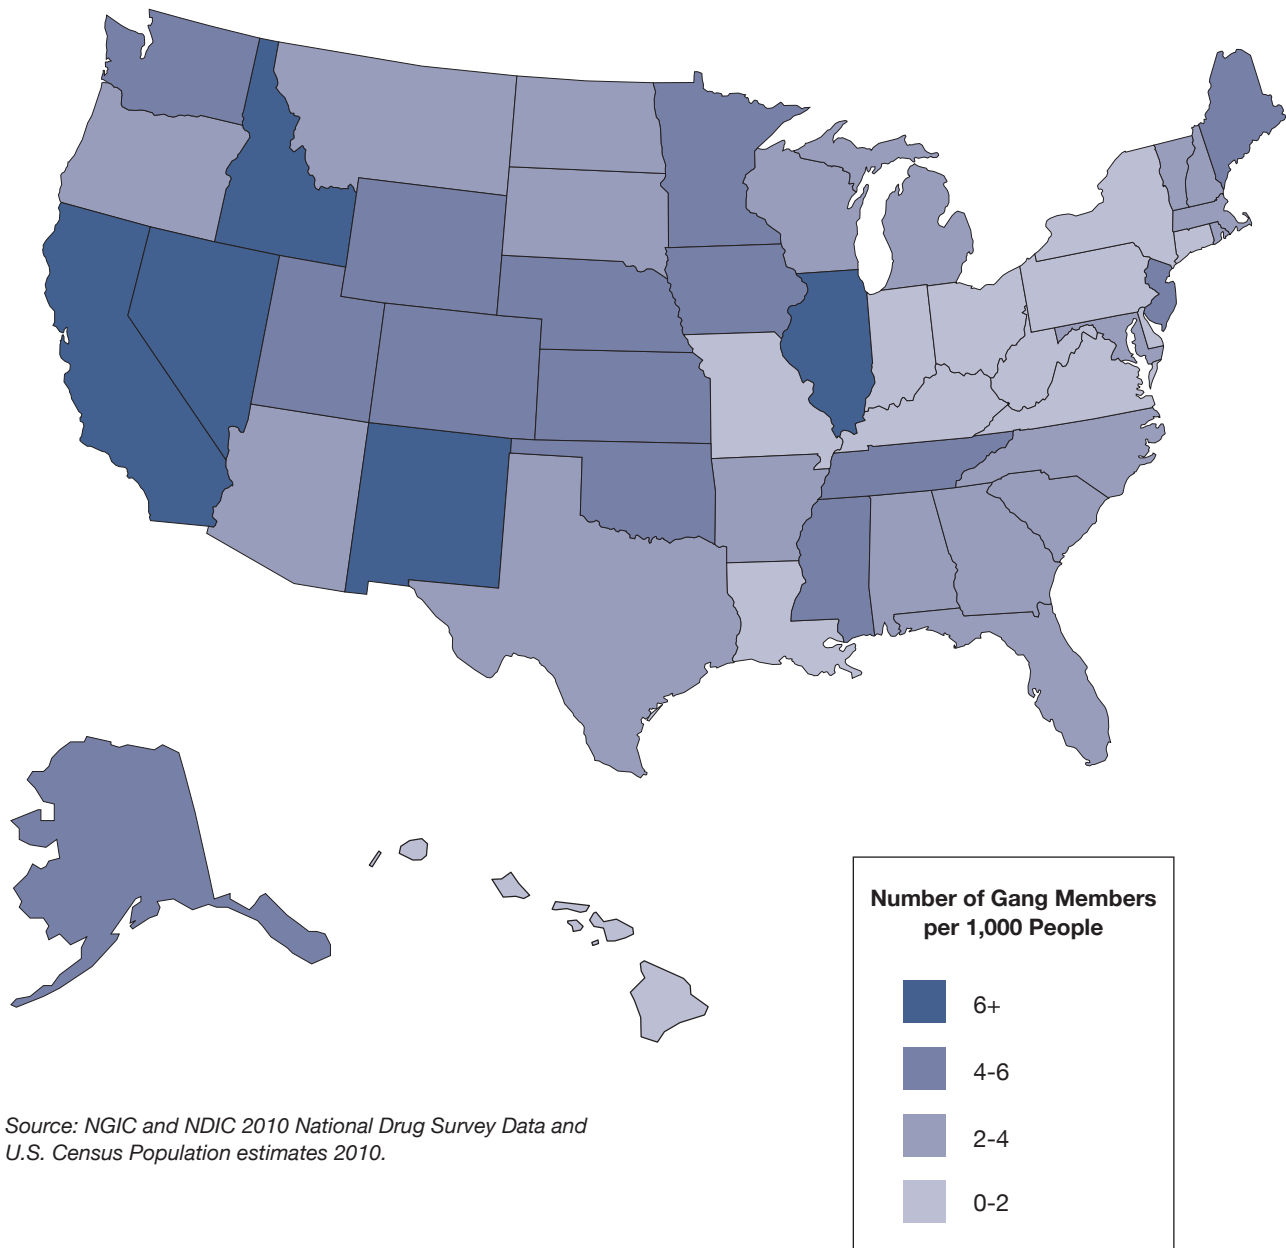 Number of Gang Members
per 1,000 People
6+
4-6
2-4
0-2
Source: NGIC and NDIC 2010 National Drug Survey Data and
U.S. Census Population estimates 2010.